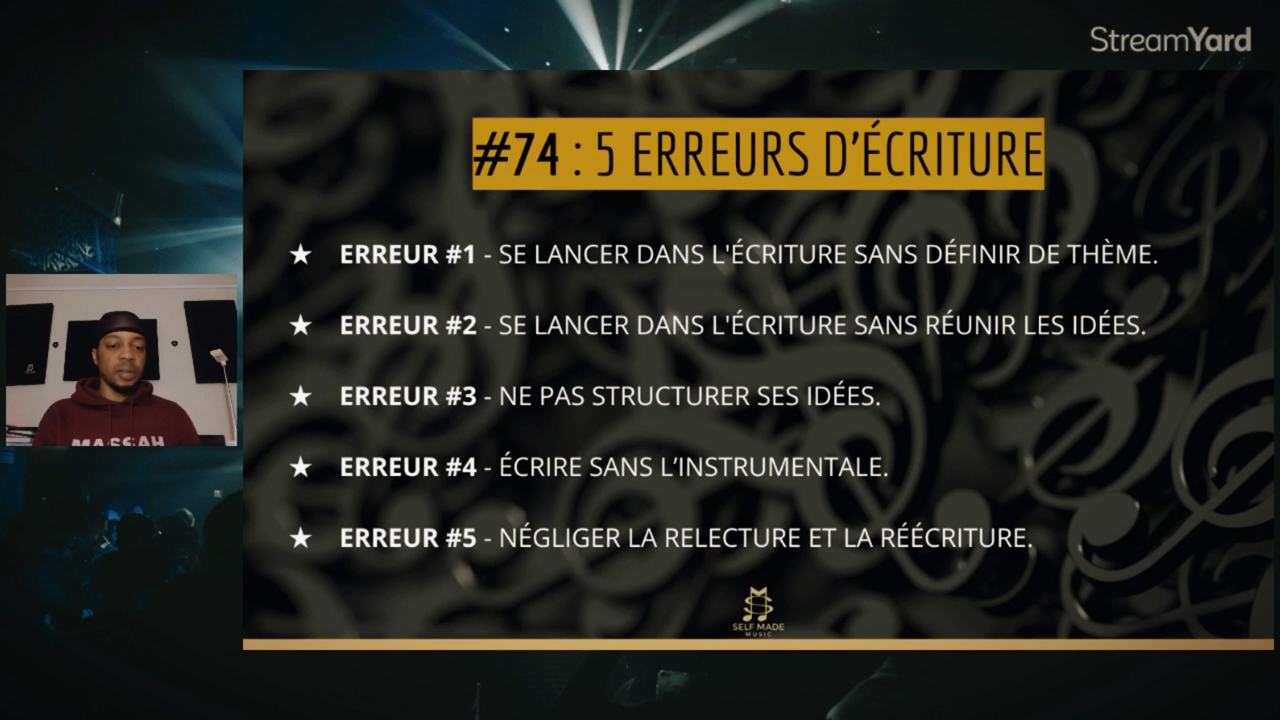 StreamYard
#74 : 5 ERREURS D'ÉCRITURE
★ ERREUR #1 - SE LANCER DANS L'ÉCRITURE SANS DÉFINIR DE THÈME.
★ ERREUR #2 - SE LANCER DANS L'ÉCRITURE SANS RÉUNIR LES IDÉES.
★ ERREUR #3 - NE PAS STRUCTURER SES IDÉES.
★ ERREUR #4 - ÉCRIRE SANS L’INSTRUMENTALE.
★ ERREUR #5 - NÉGLIGER LA RELECTURE ET LA RÉÉCRITURE.
MASSAH
SELF MADE
MUSIC